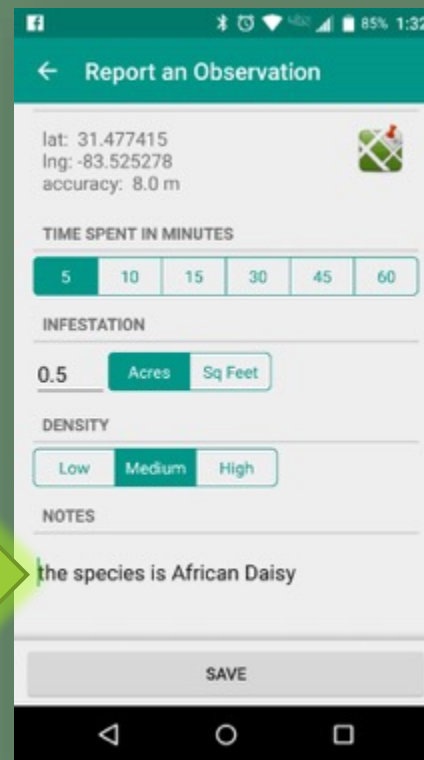 85% 1:32
Report an Observation
lat: 31.477415
lng: -83.525278
accuracy: 8.0 m
TIME SPENT IN MINUTES
5 10 15 30 45 60
INFESTATION
0.5 Acres Sq Feet
DENSITY
Low Medium High
NOTES
the species is African Daisy
SAVE